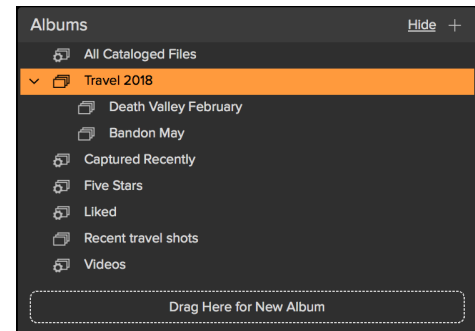 Albums Hide +
All Cataloged Files
Travel 2018
Death Valley February
Bandon May
Captured Recently
Five Stars
Liked
Recent travel shots
Videos
Drag Here for New Album